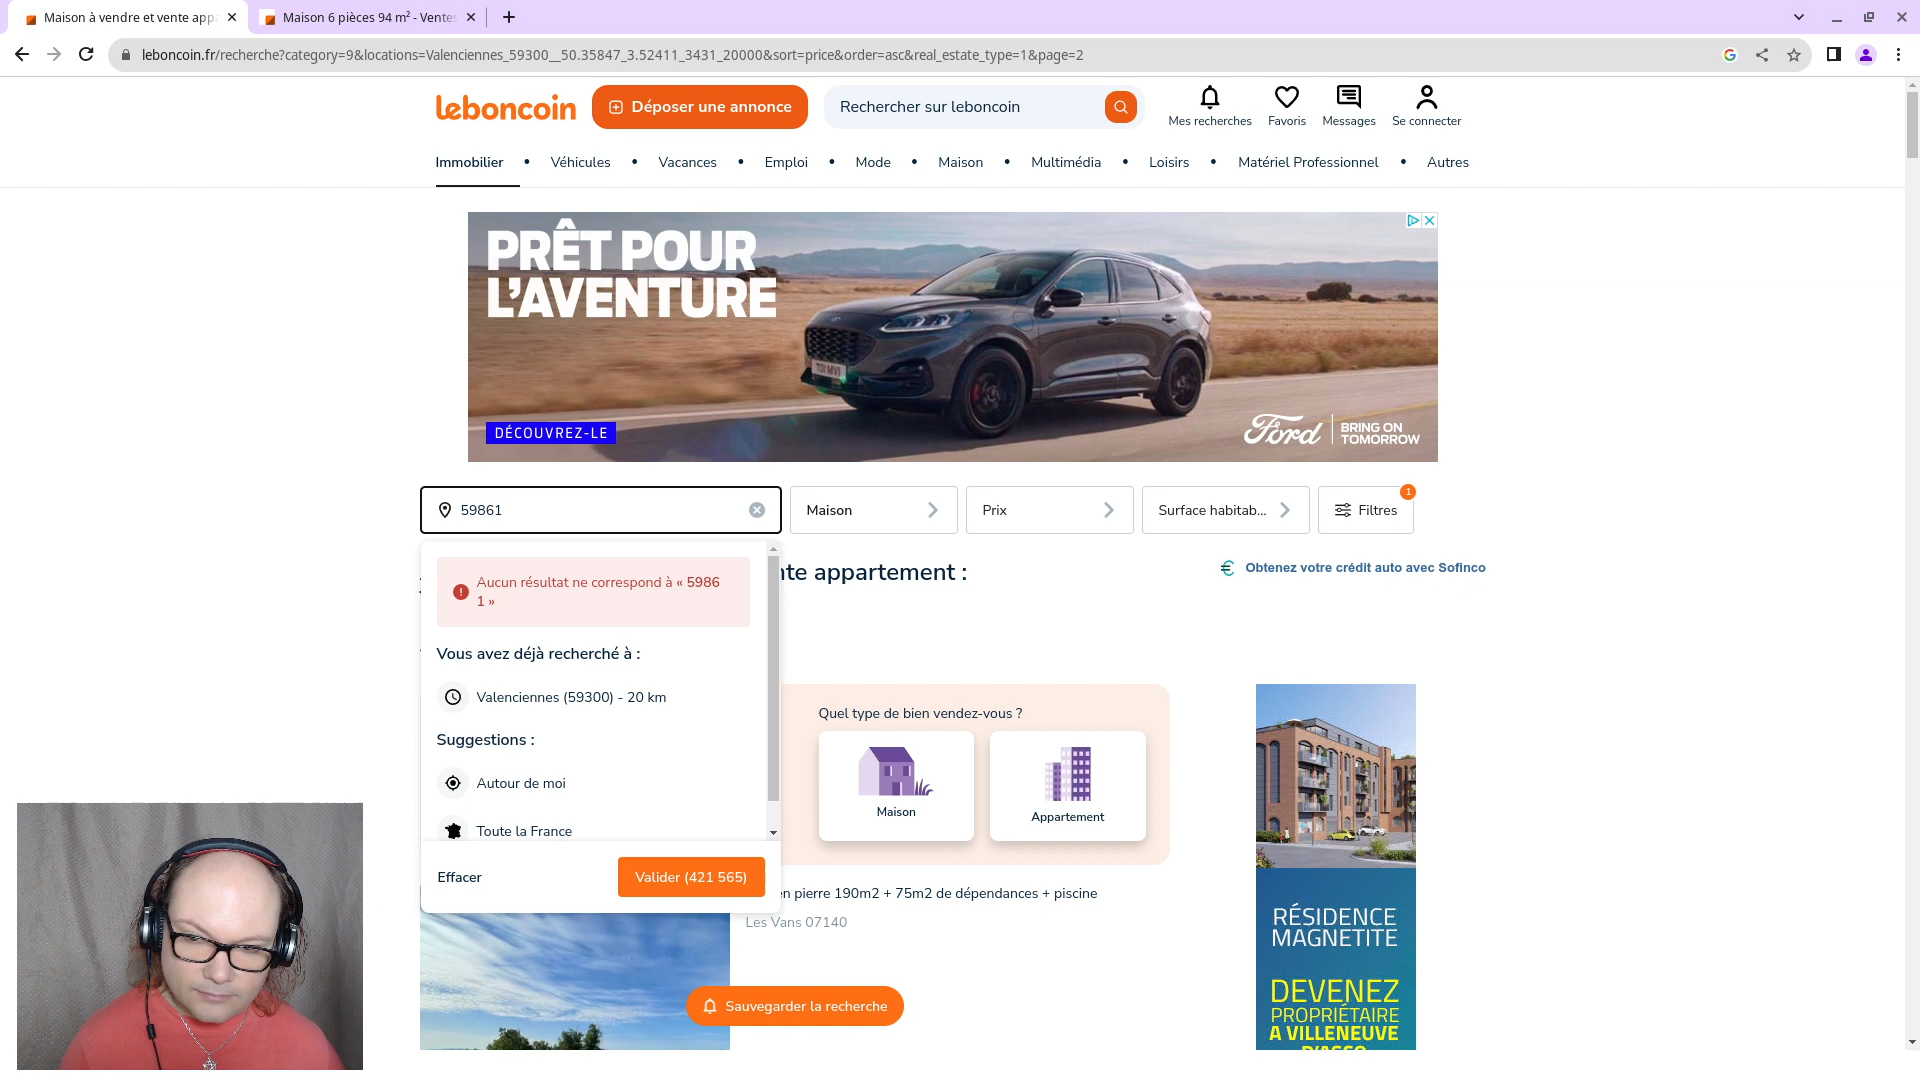 Maison à vendre et vente app
Maison 6 pièces 94 m² - Ventes
leboncoin.fr/recherche?category=9&locations=Valenciennes_59300__50.35847_3.52411_3431_20000&sort=price&order=asc&real_estate_type=1&page=2
leboncoin
Déposer une annonce
Rechercher sur leboncoin
Mes recherches
Favoris
Messages
Se connecter
Immobilier • Véhicules • Vacances • Emploi • Mode • Maison • Multimédia • Loisirs • Matériel Professionnel • Autres
PRÊT POUR
L'AVENTURE
DÉCOUVREZ-LE
Ford
BRING ON
TOMORROW
59861
Maison
Prix
Surface habitab...
Filtres
1
Aucun résultat ne correspond à « 5986
1 »
Vous avez déjà recherché à :
Valenciennes (59300) - 20 km
Suggestions :
Autour de moi
Toute la France
Effacer
Valider (421 565)
nte appartement :
Obtenez votre crédit auto avec Sofinco
Quel type de bien vendez-vous ?
Maison
Appartement
en pierre 190m2 + 75m2 de dépendances + piscine
Les Vans 07140
Sauvegarder la recherche
RÉSIDENCE
MAGNETITE
DEVENEZ
PROPRIÉTAIRE
A VILLENEUVE
D'ASCQ